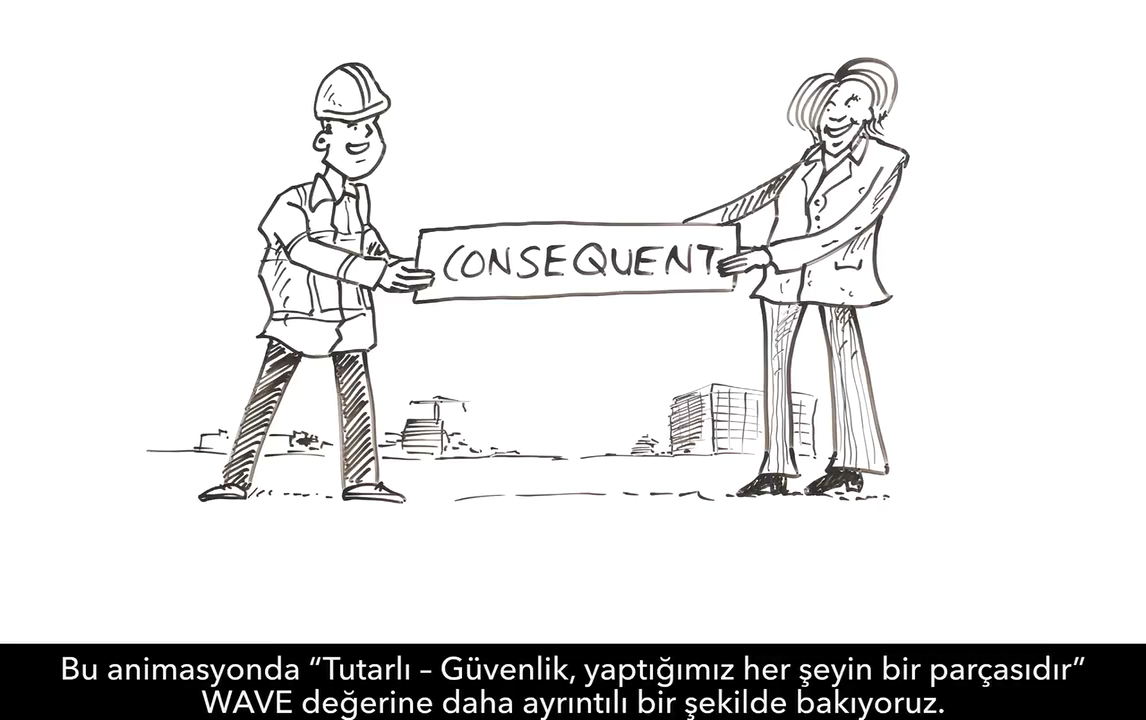 CONSEQUENT
Bu animasyonda “Tutarlı – Güvenlik, yaptığımız her şeyin bir parçasıdır”
WAVE değerine daha ayrıntılı bir şekilde bakıyoruz.